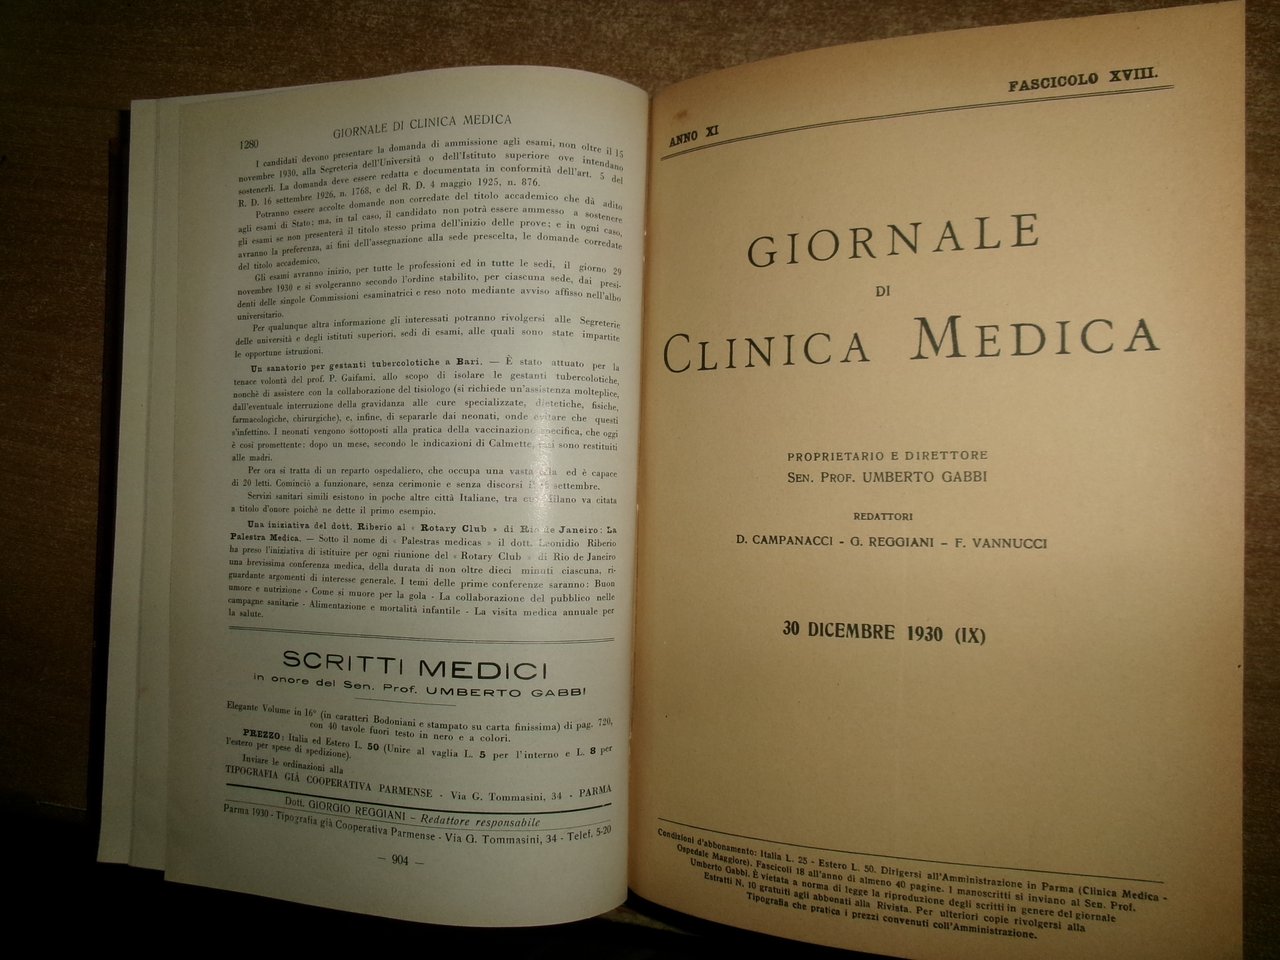 1280
GIORNALE DI CLINICA MEDICA
I candidati devono presentare la domanda di ammissione agli esami, non oltre il 15
novembre 1930, alla Segreteria dell'Università o dell'Istituto superiore ove intendano
sostenerli. La domanda deve essere redatta e documentata in conformità dell'art. 5 del
R. D. 16 settembre 1926, n. 1768, e del R. D. 4 maggio 1925, n. 876.
Potranno essere accolte domande non corredate del titolo accademico che dà adito
agli esami di Stato; ma, in tal caso, il candidato non potrà essere ammesso a sostenere
gli esami se non presenterà il titolo stesso prima dell'inizio delle prove; e in ogni caso,
avranno la preferenza, ai fini dell'assegnazione alla sede prescelta, le domande corredate
del titolo accademico.
Gli esami avranno inizio, per tutte le professioni ed in tutte le sedi, il giorno 29
novembre 1930 e si svolgeranno secondo l'ordine stabilito, per ciascuna sede, dai presi-
denti delle singole Commissioni esaminatrici e reso noto mediante avviso affisso nell'albo
universitario.
Per qualunque altra informazione gli interessati potranno rivolgersi alle Segreterie
delle università e degli istituti superiori, sedi di esami, alle quali sono state impartite
le opportune istruzioni.
Un sanatorio per gestanti tubercolotiche a Bari. — È stato attuato per la
tenace volontà del prof. P. Gaifami, allo scopo di isolare le gestanti tubercolotiche,
nonchè di assistere con la collaborazione del tisiologo (si richiede un'assistenza molteplice,
dall'eventuale interruzione della gravidanza alle cure specializzate, dietetiche, fisiche,
farmacologiche, chirurgiche), e, infine, di separarle dai neonati, onde evitare che questi
s'infettino. I neonati vengono sottoposti alla pratica della vaccinazione specifica, che oggi
è così promettente: dopo un mese, secondo le indicazioni di Calmette, essi sono restituiti
alle madri.
Per ora si tratta di un reparto ospedaliero, che occupa una vasta ed è capace
di 20 letti. Cominciò a funzionare, senza cerimonie e senza discorsi settembre.
Servizi sanitari simili esistono in poche altre città Italiane, tra cui Milano va citata
a titolo d'onore poichè ne dette il primo esempio.
Una iniziativa del dott. Riberio al « Rotary Club » di Rio de Janeiro: La
Palestra Medica. — Sotto il nome di « Palestras medicas » il dott. Leonidio Riberio
ha preso l'iniziativa di istituire per ogni riunione del « Rotary Club » di Rio de Janeiro
una brevissima conferenza medica, della durata di non oltre dieci minuti ciascuna, ri-
guardante argomenti di interesse generale. I temi delle prime conferenze saranno: Buon
umore e nutrizione - Come si muore per la gola - La collaborazione del pubblico nelle
campagne sanitarie - Alimentazione e mortalità infantile - La visita medica annuale per
la salute.
SCRITTI MEDICI
in onore del Sen. Prof. UMBERTO GABBI
Elegante Volume in 16° (in caratteri Bodoniani e stampato su carta finissima) di pag. 720,
con 40 tavole fuori testo in nero e a colori.
PREZZO: Italia ed Estero L. 50 (Unire al vaglia L. 5 per l'interno e L. 8 per
l'estero per spese di spedizione).
Inviare le ordinazioni alla
TIPOGRAFIA GIÀ COOPERATIVA PARMENSE - Via G. Tommasini, 34 - PARMA
Dott. GIORGIO REGGIANI – Redattore responsabile
Parma 1930 - Tipografia già Cooperativa Parmense - Via G. Tommasini, 34 - Telef. 5-20
— 904 —
ANNO XI
FASCICOLO XVIII.
GIORNALE
DI
CLINICA MEDICA
PROPRIETARIO E DIRETTORE
SEN. PROF. UMBERTO GABBI
REDATTORI
D. CAMPANACCI - G. REGGIANI - F. VANNUCCI
30 DICEMBRE 1930 (IX)
Condizioni d'abbonamento: Italia L. 25 - Estero L. 50. Dirigersi all'Amministrazione in Parma (Clinica Medica -
Ospedale Maggiore). Fascicoli 18 all'anno di almeno 40 pagine. I manoscritti si inviano al Sen. Prof.
Umberto Gabbi. È vietata a norma di legge la riproduzione degli scritti in genere del giornale
Estratti N. 10 gratuiti agli abbonati alla Rivista. Per ulteriori copie rivolgersi alla
Tipografia che pratica i prezzi convenuti coll'Amministrazione.